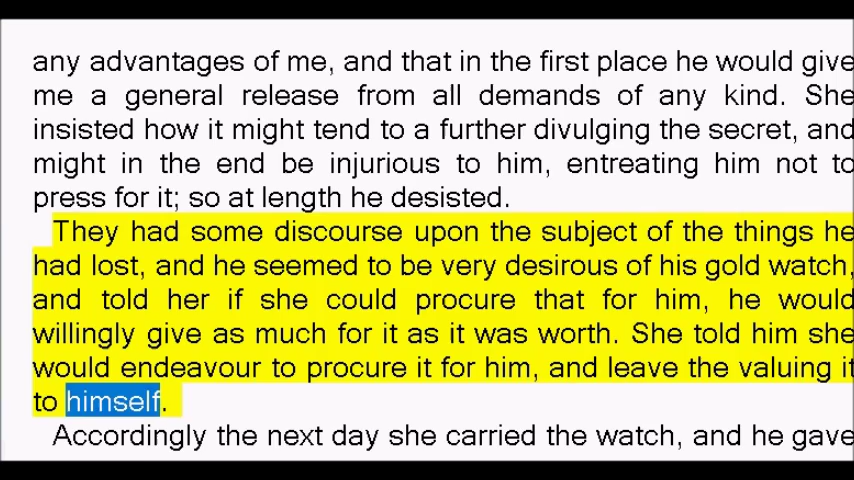 any advantages of me, and that in the first place he would give
me a general release from all demands of any kind. She
insisted how it might tend to a further divulging the secret, and
might in the end be injurious to him, entreating him not to
press for it; so at length he desisted.
They had some discourse upon the subject of the things he
had lost, and he seemed to be very desirous of his gold watch,
and told her if she could procure that for him, he would
willingly give as much for it as it was worth. She told him she
would endeavour to procure it for him, and leave the valuing it
to himself.
Accordingly the next day she carried the watch, and he gave